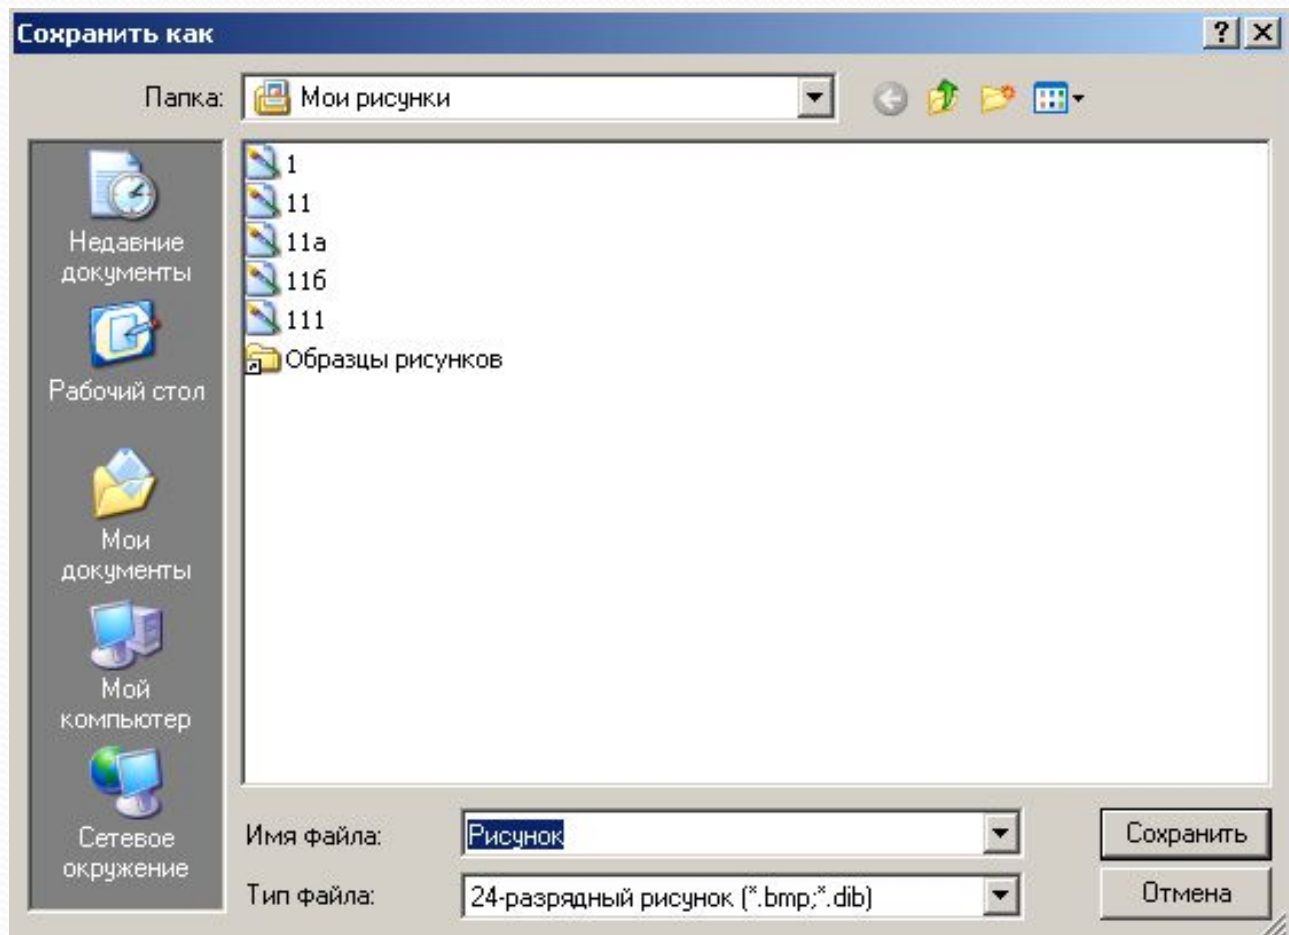 Сохранить как
Папка:
Мои рисунки
1
11
11а
11б
111
Образцы рисунков
Недавние
документы
Рабочий стол
Мои
документы
Мой
компьютер
Сетевое
окружение
Имя файла:
Рисунок
Сохранить
Тип файла:
24-разрядный рисунок (*.bmp;*.dib)
Отмена